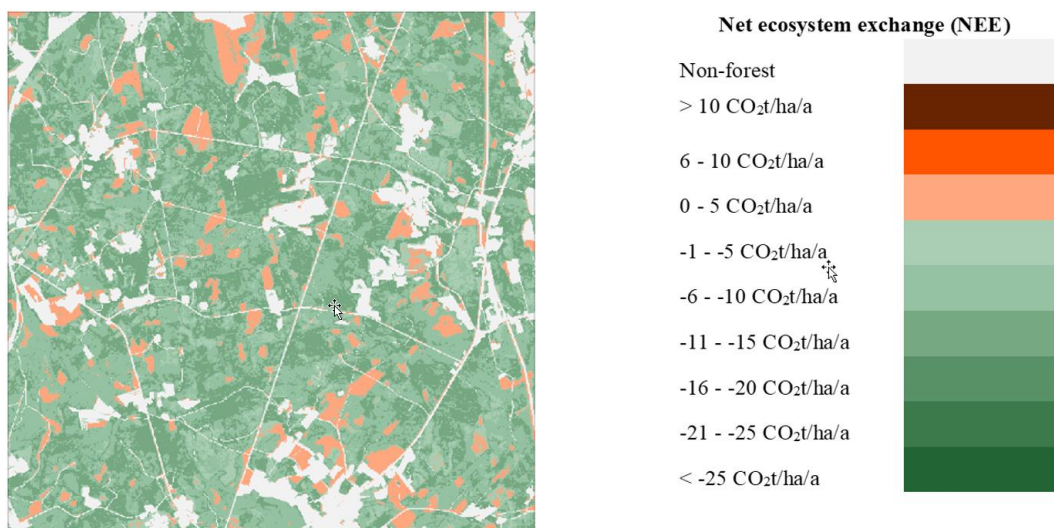 Net ecosystem exchange (NEE)
Non-forest
> 10 CO₂t/ha/a
6 - 10 CO₂t/ha/a
0 - 5 CO₂t/ha/a
-1 - -5 CO₂t/ha/a
-6 - -10 CO₂t/ha/a
-11 - -15 CO₂t/ha/a
-16 - -20 CO₂t/ha/a
-21 - -25 CO₂t/ha/a
< -25 CO₂t/ha/a